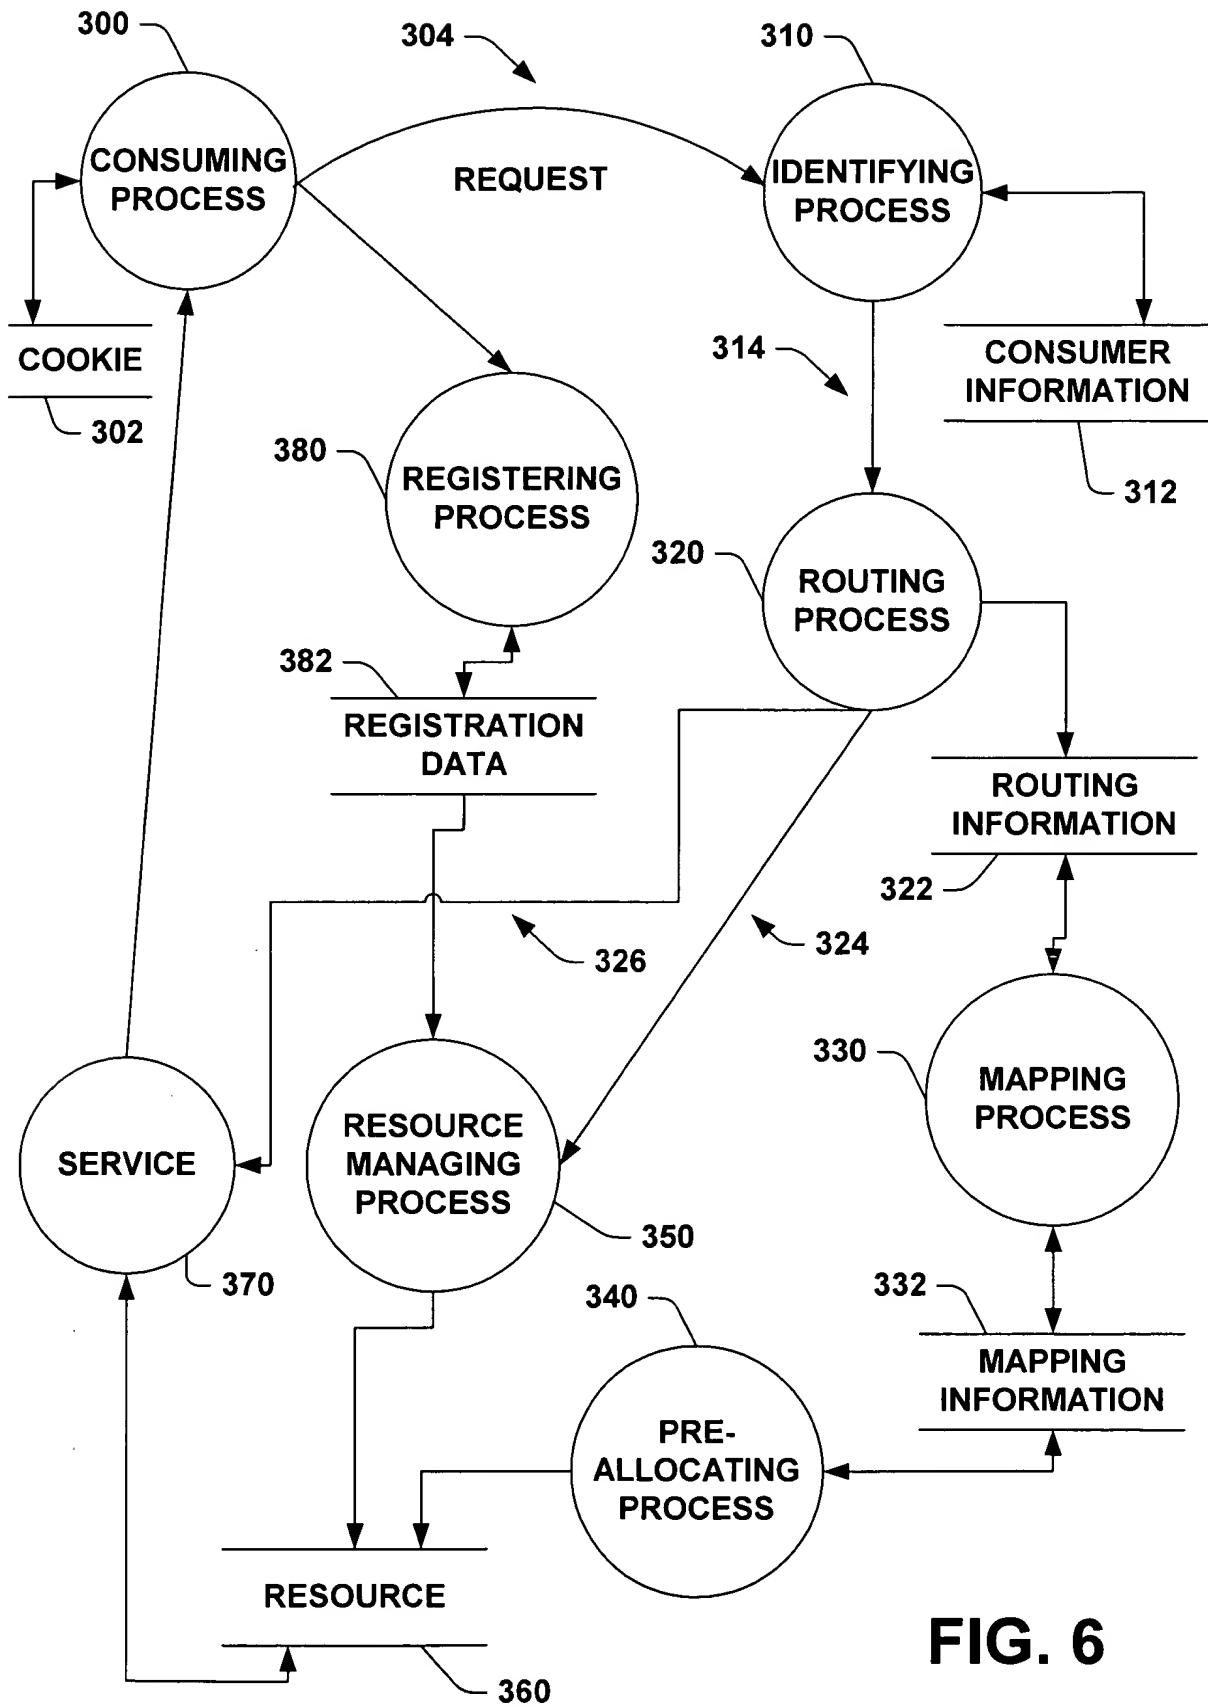 300
304
310
CONSUMING
PROCESS
REQUEST
IDENTIFYING
PROCESS
COOKIE
302
314
CONSUMER
INFORMATION
312
380
REGISTERING
PROCESS
320
ROUTING
PROCESS
382
REGISTRATION
DATA
ROUTING
INFORMATION
322
326
324
330
MAPPING
PROCESS
SERVICE
370
RESOURCE
MANAGING
PROCESS
350
340
332
MAPPING
INFORMATION
PRE-
ALLOCATING
PROCESS
RESOURCE
360
FIG. 6